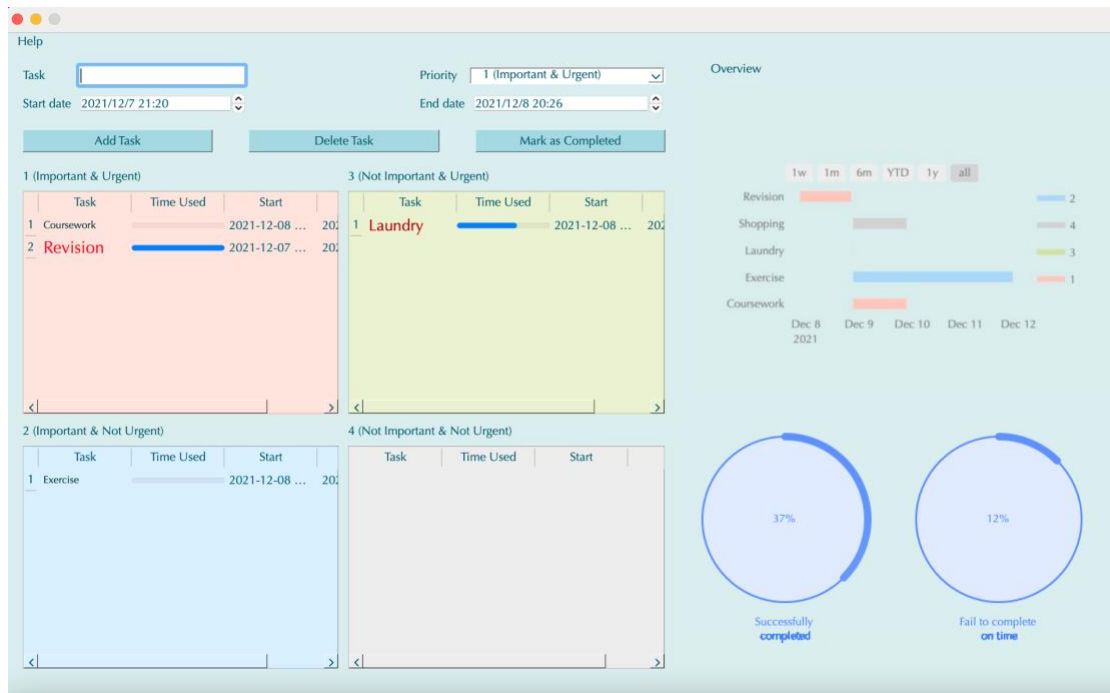 Help
Task
Priority 1 (Important & Urgent)
Start date 2021/12/7 21:20
End date 2021/12/8 20:26
Add Task
Delete Task
Mark as Completed
1 (Important & Urgent)
Task Time Used Start
1 Coursework 2021-12-08 ... 202
2 Revision 2021-12-07 ... 202
3 (Not Important & Urgent)
Task Time Used Start
1 Laundry 2021-12-08 ... 202
2 (Important & Not Urgent)
Task Time Used Start
1 Exercise 2021-12-08 ... 202
4 (Not Important & Not Urgent)
Task Time Used Start
Overview
1w 1m 6m YTD 1y all
Revision
Shopping
Laundry
Exercise
Coursework
2
4
3
1
Dec 8 Dec 9 Dec 10 Dec 11 Dec 12
2021
37%
Successfully
completed
12%
Fail to complete
on time